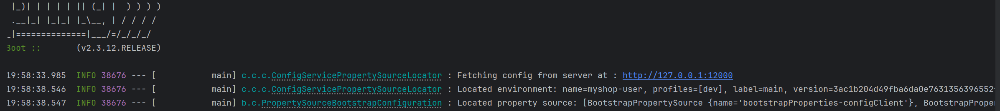 |_)| | | | | | || (_| |  ) ) ) )
.__|_| |_|_| |_\__, | / / / /
_|==============|___/=/_/_/_/
Boot ::       (v2.3.12.RELEASE)
19:58:33.985  INFO 38676 --- [           main] c.c.c.ConfigServicePropertySourceLocator : Fetching config from server at : http://127.0.0.1:12000
19:58:38.546  INFO 38676 --- [           main] c.c.c.ConfigServicePropertySourceLocator : Located environment: name=myshop-user, profiles=[dev], label=main, version=3ac1b204d49fba6da0e7631356396552
19:58:38.547  INFO 38676 --- [           main] b.c.PropertySourceBootstrapConfiguration : Located property source: [BootstrapPropertySource {name='bootstrapProperties-configClient'}, BootstrapProper